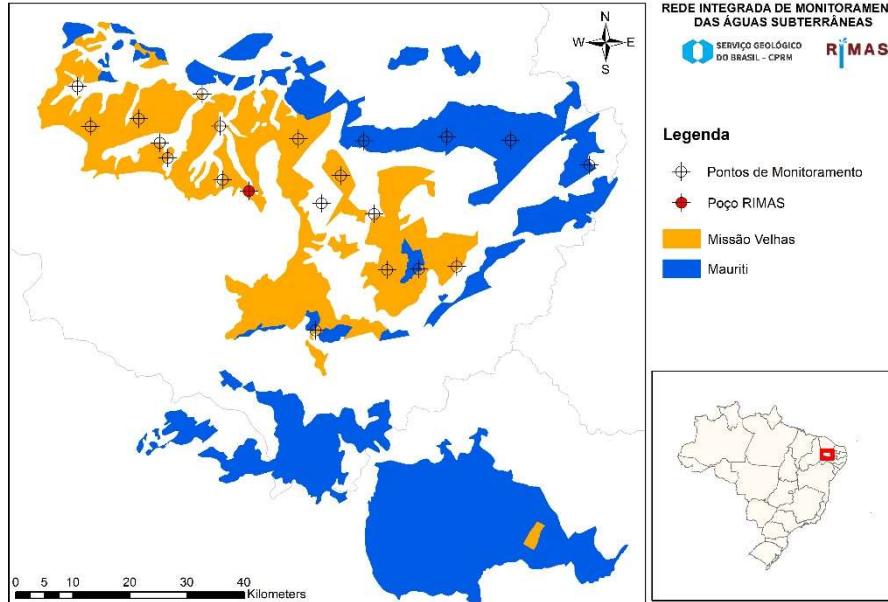 REDE INTEGRADA DE MONITORAMEN
DAS ÁGUAS SUBTERRÂNEAS
SERVIÇO GEOLÓGICO
DO BRASIL – CPRM
RIMAS
N
W E
S
Legenda
Pontos de Monitoramento
Poço RIMAS
Missão Velhas
Mauriti
0 5 10 20 30 40
Kilometers